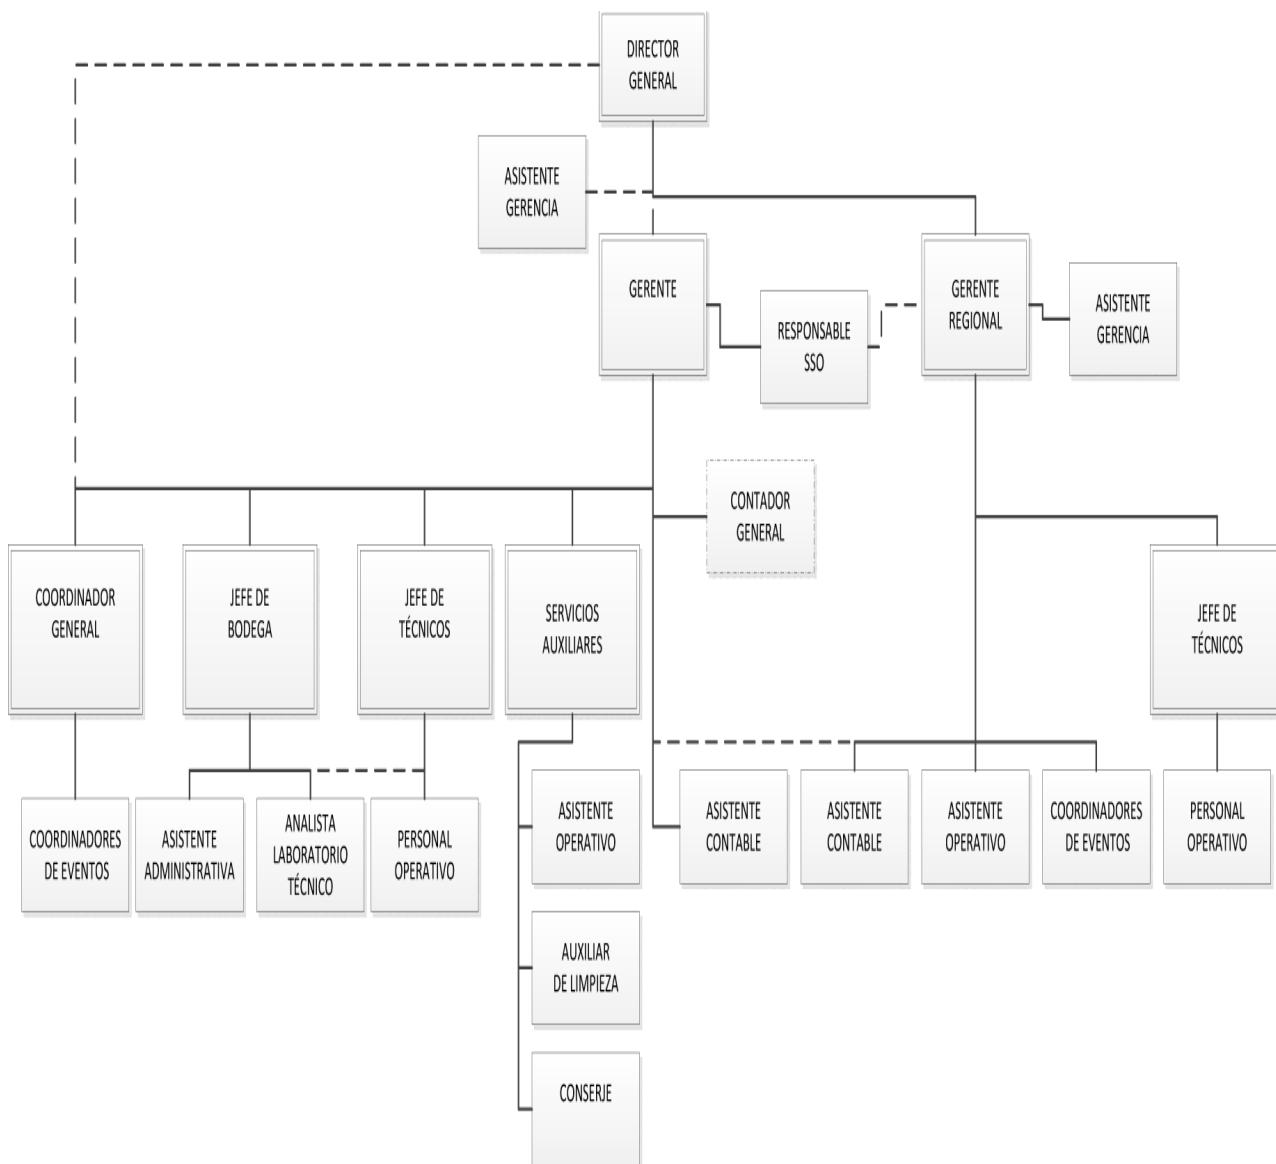 DIRECTOR
GENERAL
ASISTENTE
GERENCIA
GERENTE
RESPONSABLE
SSO
GERENTE
REGIONAL
ASISTENTE
GERENCIA
CONTADOR
GENERAL
COORDINADOR
GENERAL
JEFE DE
BODEGA
JEFE DE
TÉCNICOS
SERVICIOS
AUXILIARES
JEFE DE
TÉCNICOS
COORDINADORES
DE EVENTOS
ASISTENTE
ADMINISTRATIVA
ANALISTA
LABORATORIO
TÉCNICO
PERSONAL
OPERATIVO
ASISTENTE
OPERATIVO
ASISTENTE
CONTABLE
ASISTENTE
CONTABLE
ASISTENTE
OPERATIVO
COORDINADORES
DE EVENTOS
PERSONAL
OPERATIVO
AUXILIAR
DE LIMPIEZA
CONSERJE